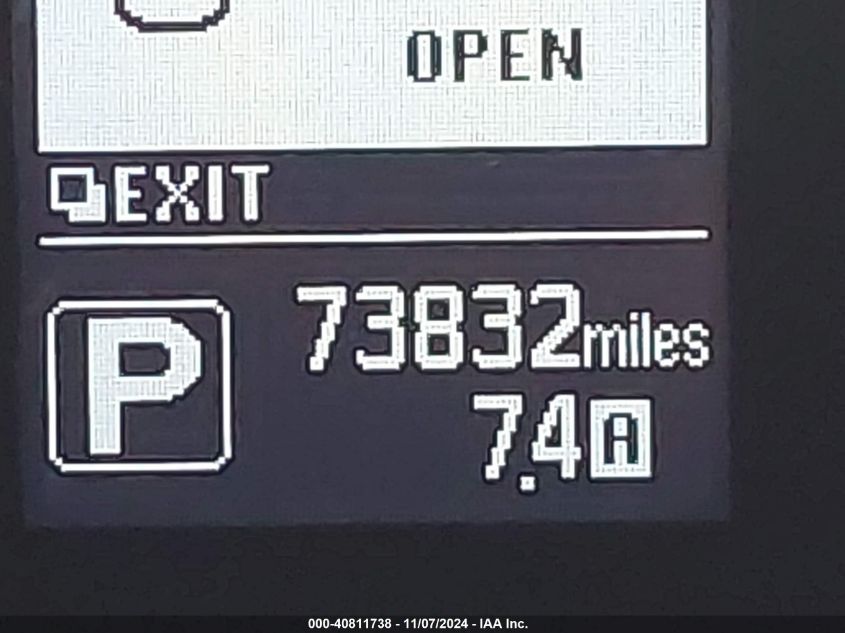 OPEN
EXIT
P
73832miles
7.4 A
000-40811738 - 11/07/2024 - IAA Inc.